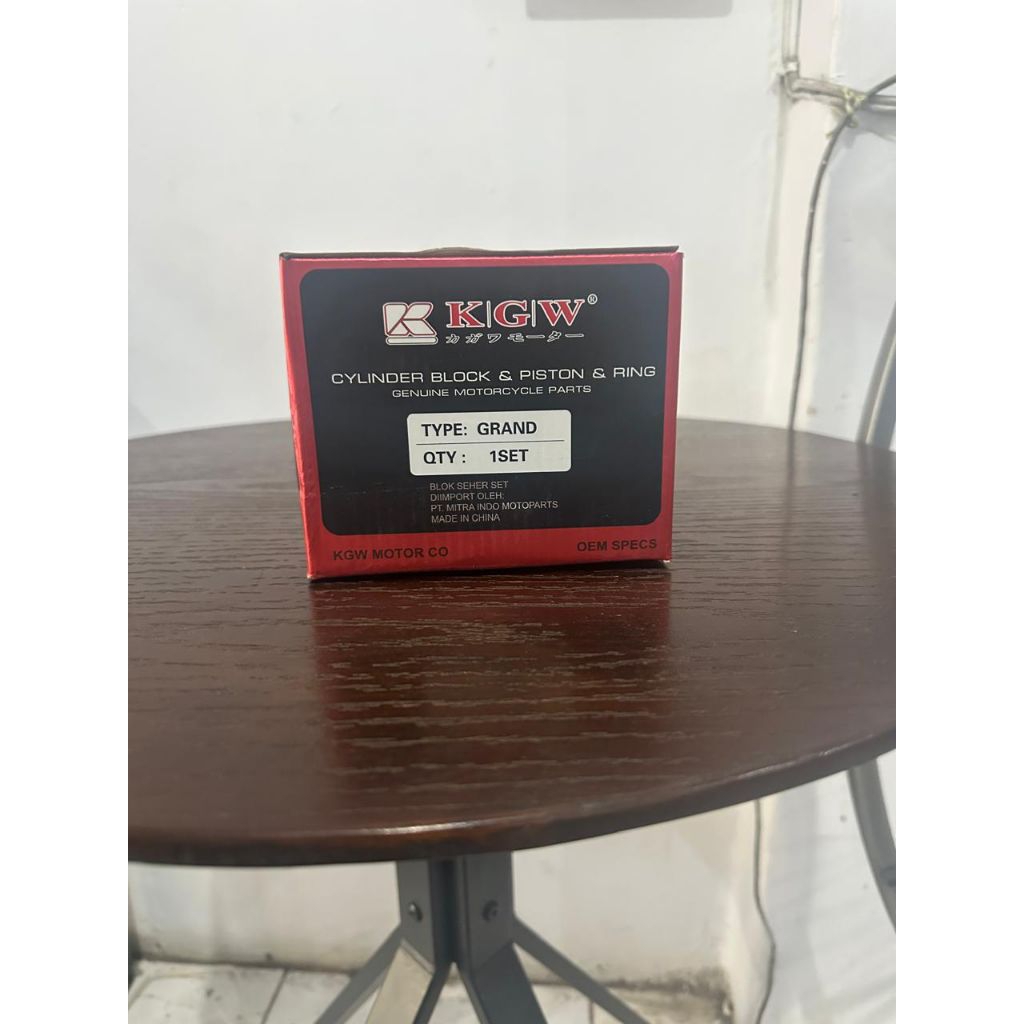 KGW®
カガワモーター
CYLINDER BLOCK & PISTON & RING
GENUINE MOTORCYCLE PARTS
TYPE: GRAND
QTY : 1SET
BLOK SEHER SET
DIIMPORT OLEH:
PT. MITRA INDO MOTOPARTS
MADE IN CHINA
KGW MOTOR CO
OEM SPECS